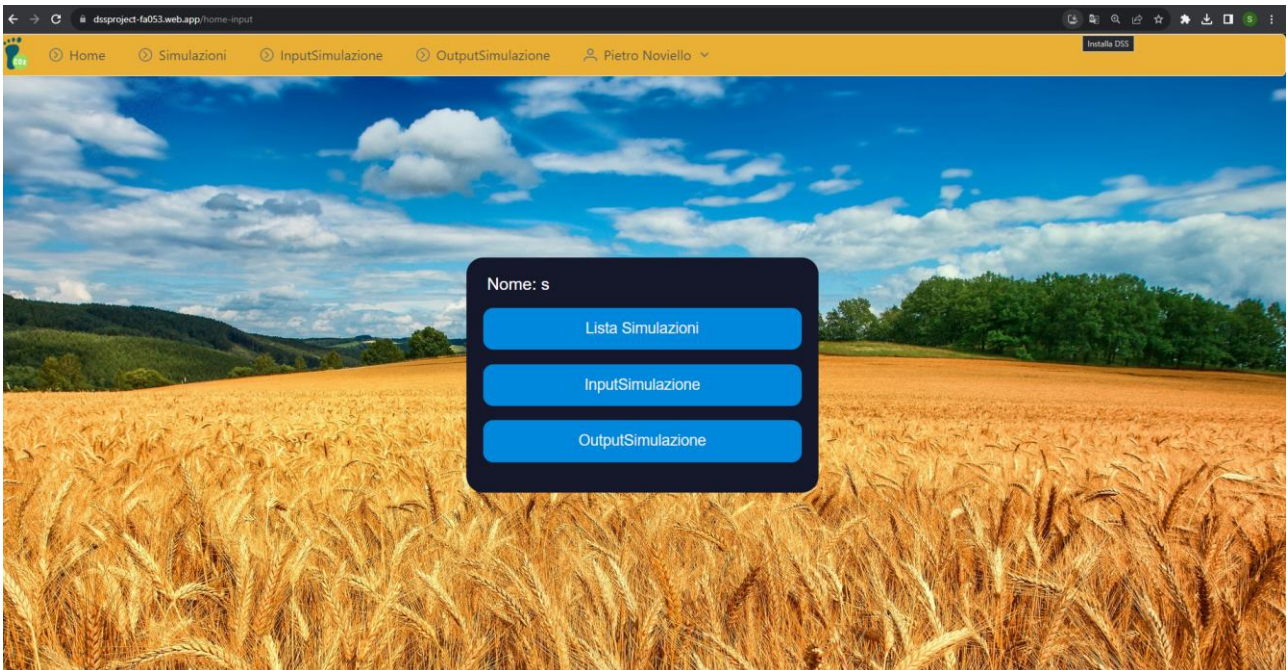 dssproject-fa053.web.app/home-input
S
Installa DSS
CO2
Home
Simulazioni
InputSimulazione
OutputSimulazione
Pietro Noviello
Nome: s
Lista Simulazioni
InputSimulazione
OutputSimulazione